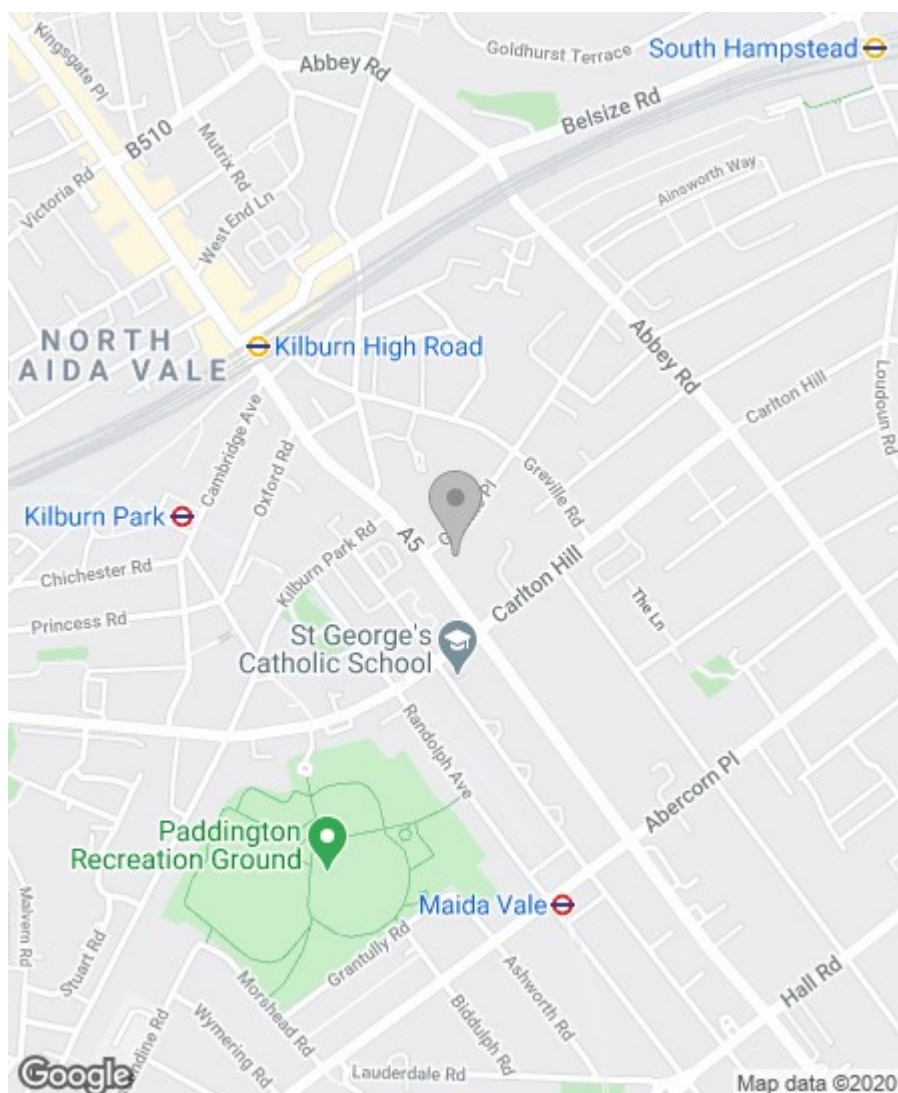 Kingsgate Pl
Goldhurst Terrace
South Hampstead
Abbey Rd
Belsize Rd
B510
Mutrix Rd
Ainsworth Way
Victoria Rd
West End Ln
NORTH
AIDA VALE
Kilburn High Road
Abbey Rd
Loudoun Rd
Carlton Hill
Cambridge Ave
Oxford Rd
Greville Rd
Pl
Kilburn Park
A5
Kilburn Park Rd
Chichester Rd
Carlton Hill
The Ln
Princess Rd
St George's
Catholic School
Randolph Ave
Abercorn Pl
Paddington
Recreation Ground
Maida Vale
Malvern Rd
Stuart Rd
Grantully Rd
Ashworth Rd
Hall Rd
Morshead Rd
Biddulph Rd
Wymering Rd
andine Rd
Lauderdale Rd
Google
Map data ©2020